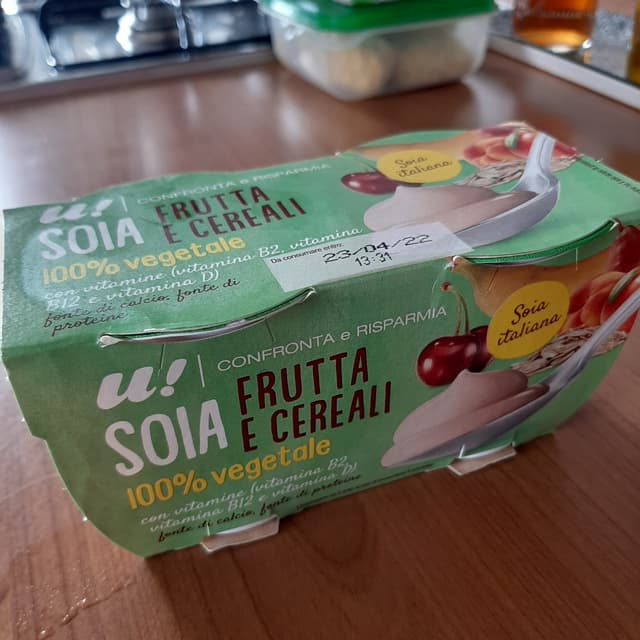 u! | CONFRONTA e RISPARMIA
SOIA FRUTTA
E CEREALI
100% vegetale
con vitamine (vitamina B2, vitamina
B12 e vitamina D)
fonte di calcio, fonte di
proteine
Soia
italiana
Da consumare entro:
23/04/22
13:31
u! | CONFRONTA e RISPARMIA
SOIA FRUTTA
E CEREALI
100% vegetale
con vitamine (vitamina B2,
vitamina B12 e vitamina D)
fonte di calcio, fonte di proteine
Soia
italiana